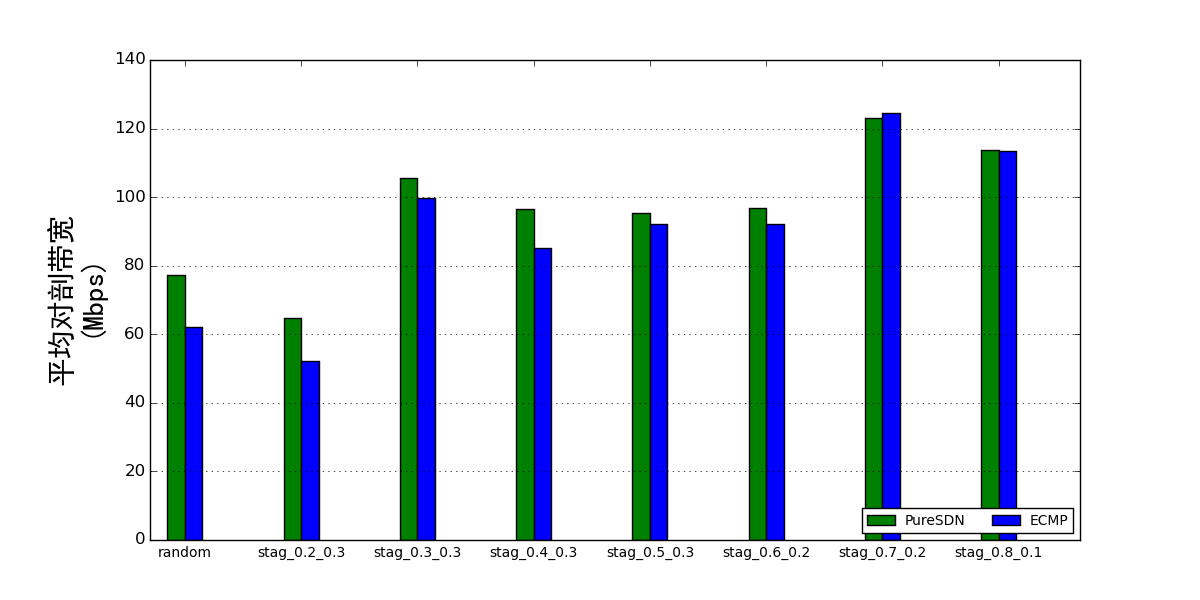 平均对剖带宽
(Mbps)
140
120
100
80
60
40
20
0
random stag_0.2_0.3 stag_0.3_0.3 stag_0.4_0.3 stag_0.5_0.3 stag_0.6_0.2 stag_0.7_0.2 stag_0.8_0.1
PureSDN ECMP